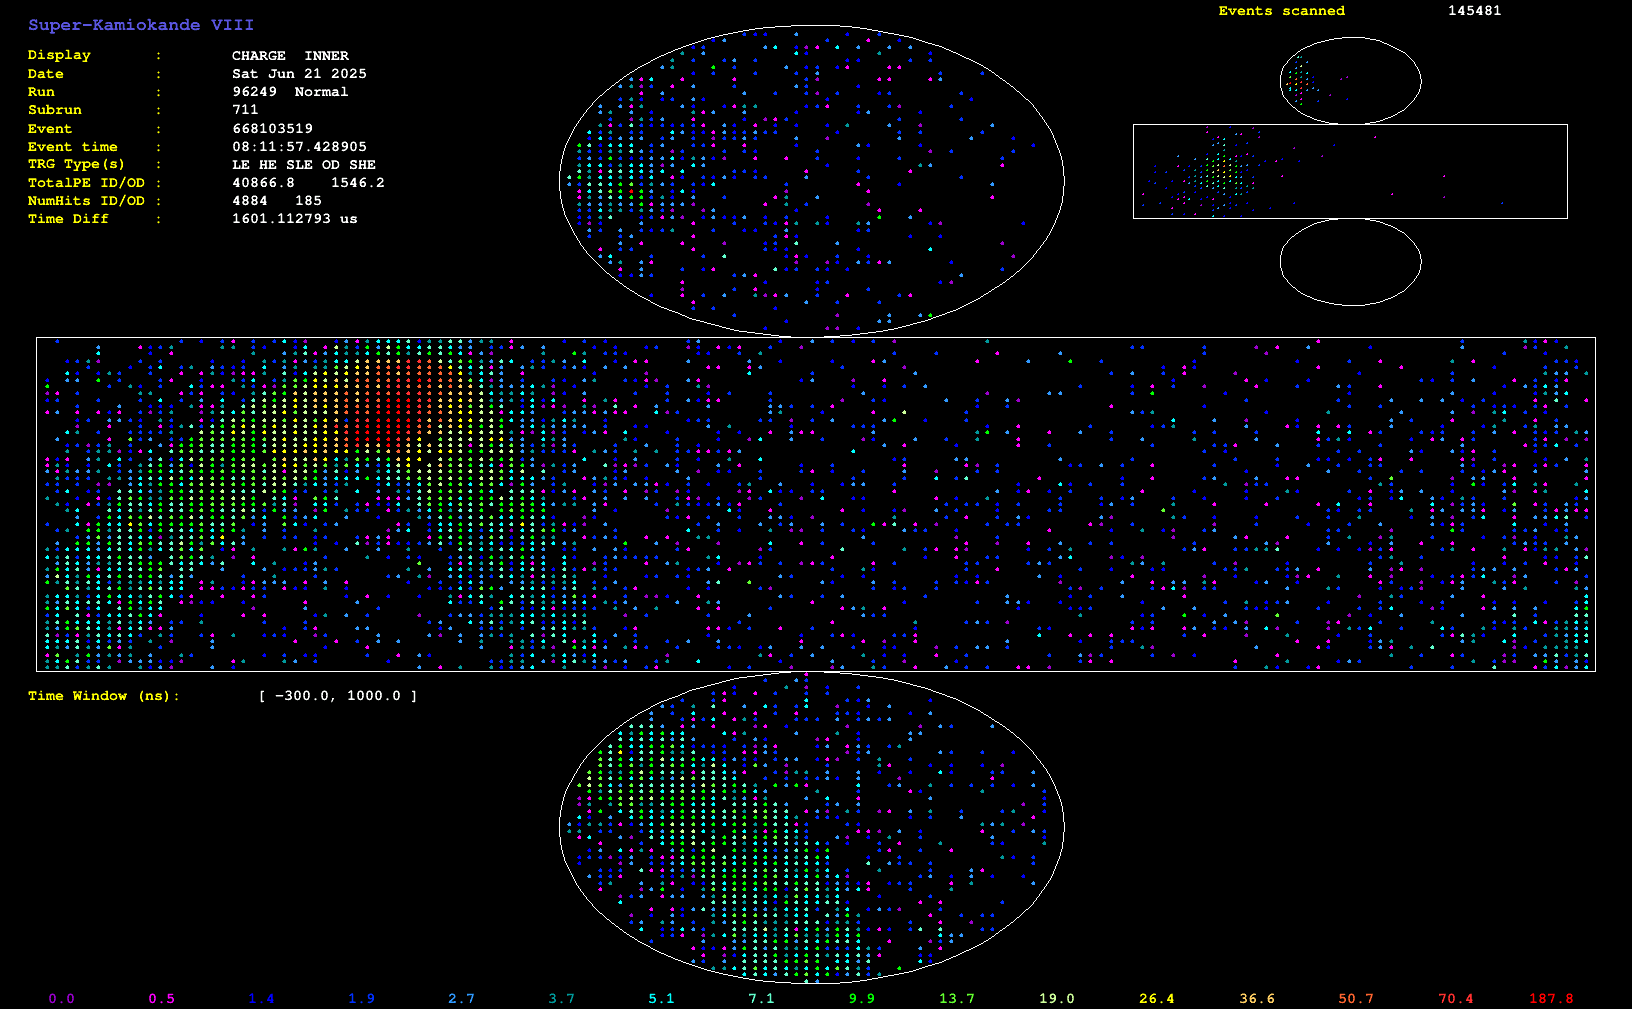 Super-Kamiokande VIII
Events scanned 145481
Display : CHARGE INNER
Date : Sat Jun 21 2025
Run : 96249 Normal
Subrun : 711
Event : 668103519
Event time : 08:11:57.428905
TRG Type(s) : LE HE SLE OD SHE
TotalPE ID/OD : 40866.8 1546.2
NumHits ID/OD : 4884 185
Time Diff : 1601.112793 us
Time Window (ns): [ -300.0, 1000.0 ]
0.0 0.5 1.4 1.9 2.7 3.7 5.1 7.1 9.9 13.7 19.0 26.4 36.6 50.7 70.4 187.8